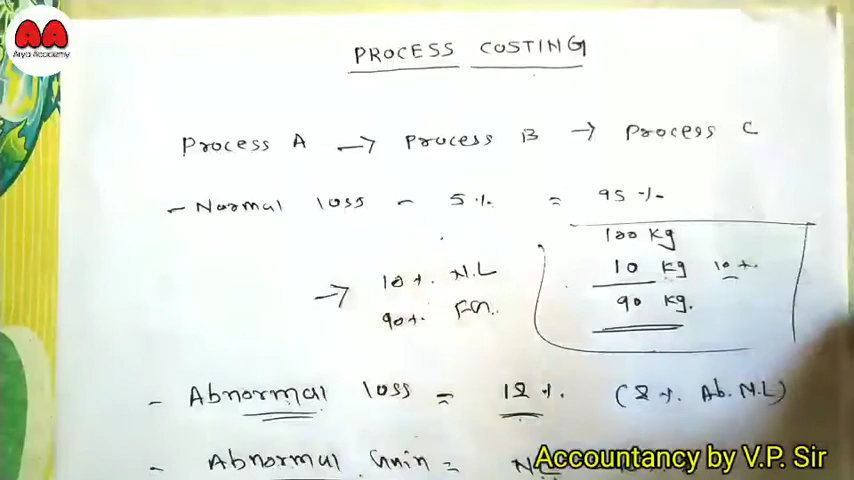 Arya Academy
PROCESS COSTING
Process A → Process B → Process C
- Normal loss - 5 % = 95 %
100 kg
→ 10 %. N.L 10 kg 10 %.
90 %. 90 kg.
- Abnormal loss = 12 %. (2 %. Ab. N.L)
- Abnormal Gain =
Accountancy by V.P. Sir